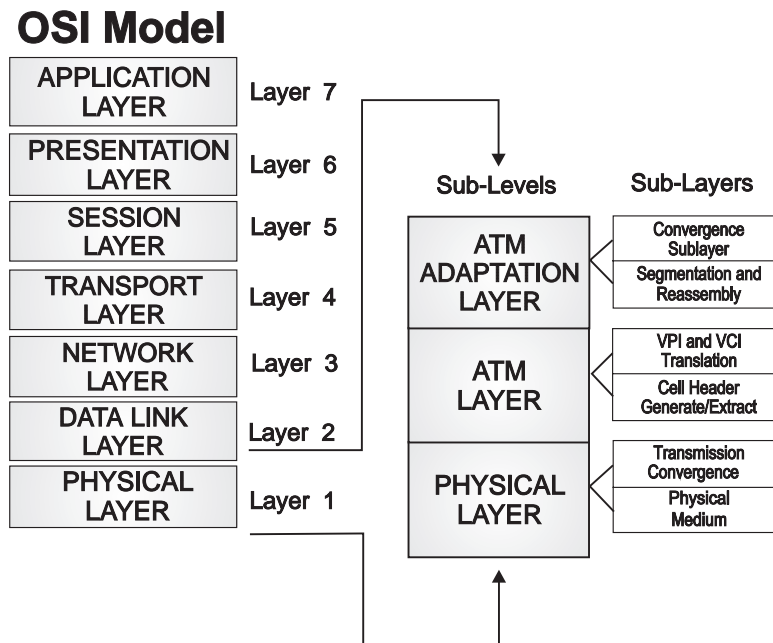 OSI Model
APPLICATION
LAYER
Layer 7
PRESENTATION
LAYER
Layer 6
SESSION
LAYER
Layer 5
TRANSPORT
LAYER
Layer 4
NETWORK
LAYER
Layer 3
DATA LINK
LAYER
Layer 2
PHYSICAL
LAYER
Layer 1
Sub-Levels
ATM
ADAPTATION
LAYER
ATM
LAYER
PHYSICAL
LAYER
Sub-Layers
Convergence
Sublayer
Segmentation and
Reassembly
VPI and VCI
Translation
Cell Header
Generate/Extract
Transmission
Convergence
Physical
Medium